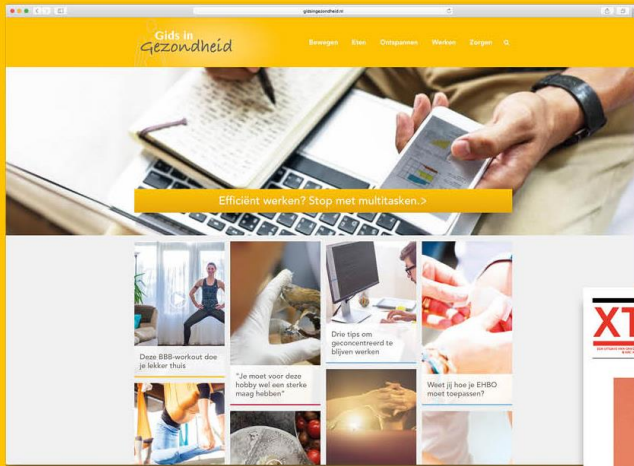 gidsingezondheid.nl
Gids in
Gezondheid
Bewegen Eten Ontspannen Werken Zorgen
Efficiënt werken? Stop met multitasken.>
Deze BBB-workout doe
je lekker thuis
"Je moet voor deze
hobby wel een sterke
maag hebben"
Drie tips om
geconcentreerd te
blijven werken
Weet jij hoe je EHBO
moet toepassen?
XT